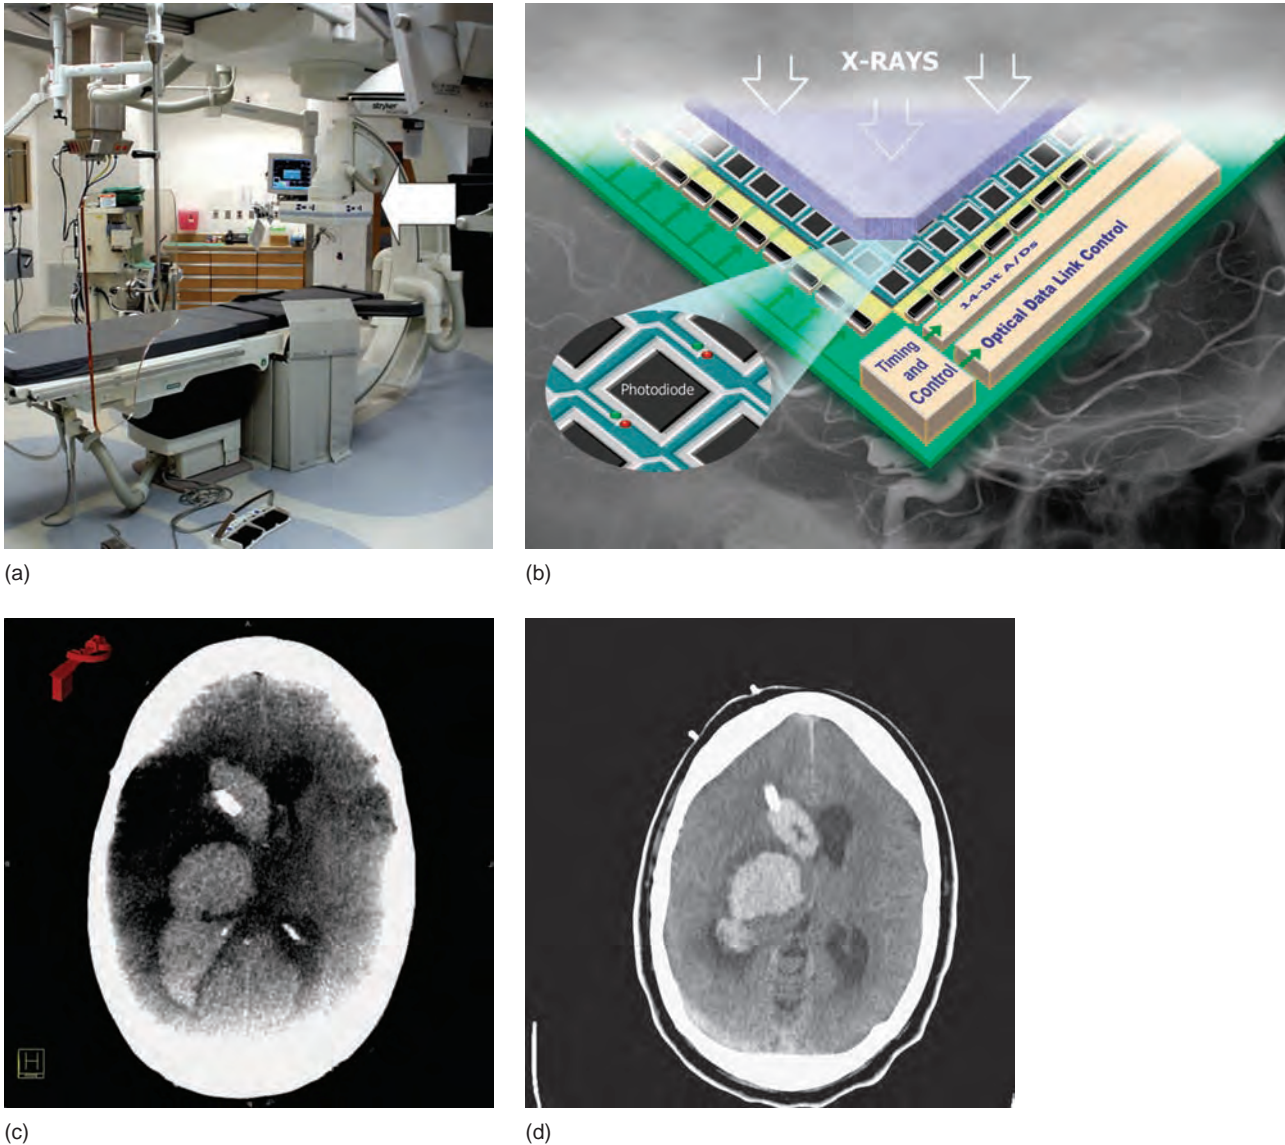 stryker
(a)
X-RAYS
14-bit A/Ds
Optical Data Link Control
Timing
and
Control
Photodiode
(b)
A
H
(c)
(d)